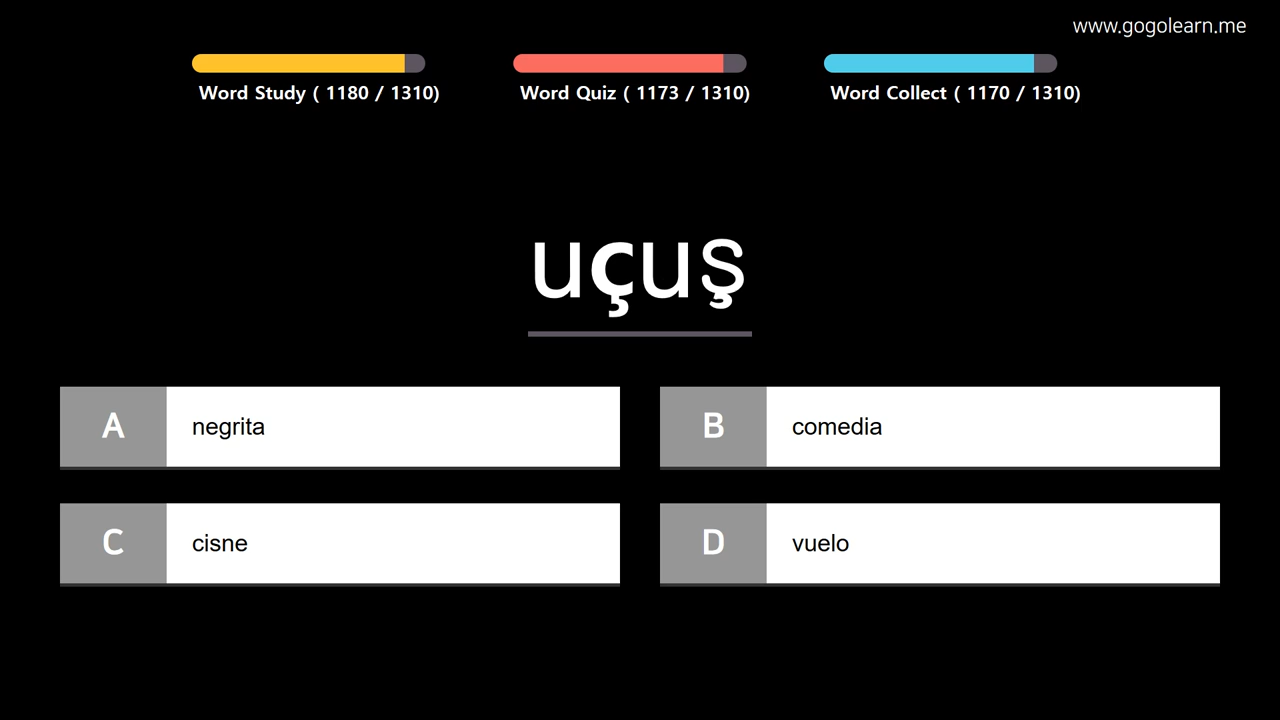 www.gogolearn.me
Word Study ( 1180 / 1310)
Word Quiz ( 1173 / 1310)
Word Collect ( 1170 / 1310)
uçuş
A negrita
B comedia
C cisne
D vuelo